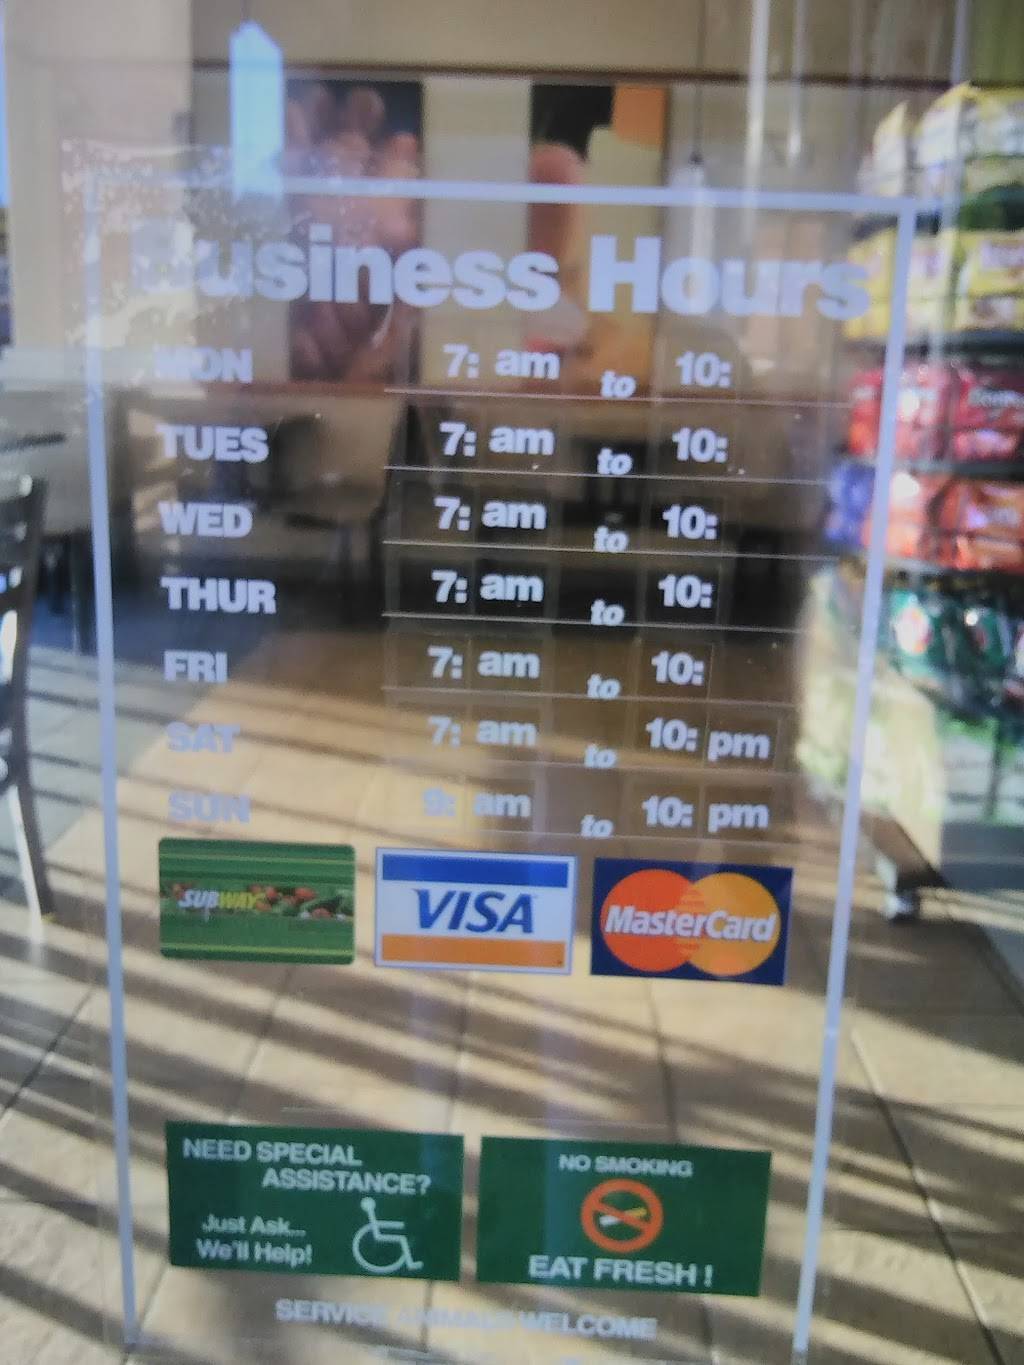 Business Hours
MON 7: am to 10:
TUES 7: am to 10:
WED 7: am to 10:
THUR 7: am to 10:
FRI 7: am to 10:
SAT 7: am to 10: pm
SUN 9: am to 10: pm
SUBWAY
VISA
MasterCard
NEED SPECIAL
ASSISTANCE?
Just Ask...
We'll Help!
NO SMOKING
EAT FRESH!
SERVICE ANIMALS WELCOME